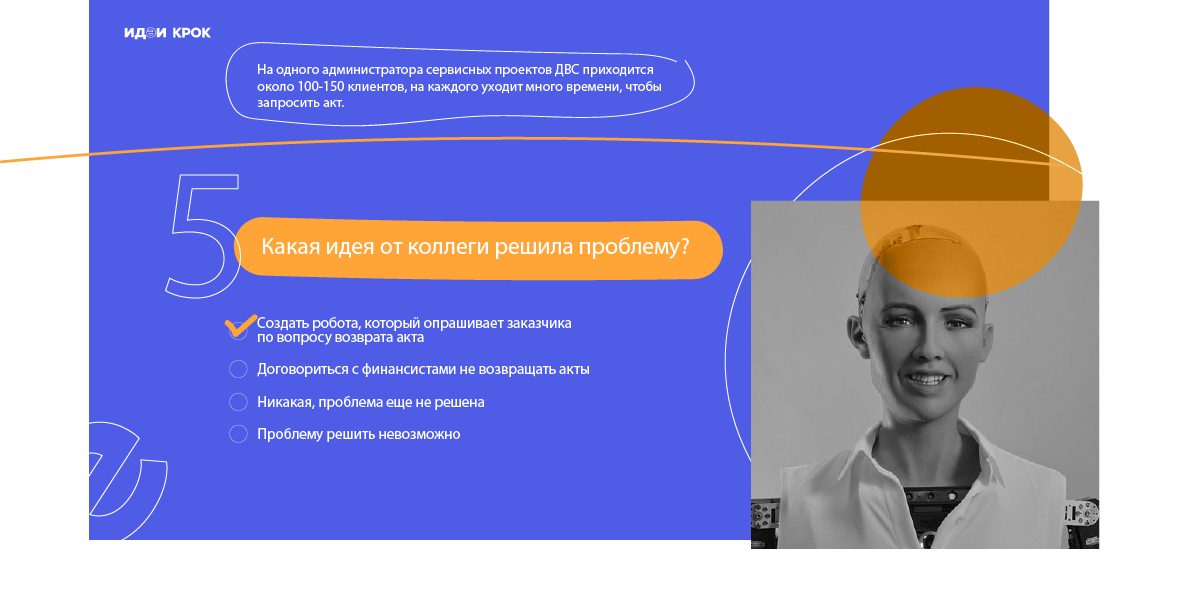 ИДЭИ КРОК
На одного администратора сервисных проектов ДВС приходится
около 100-150 клиентов, на каждого уходит много времени, чтобы
запросить акт.
5
Какая идея от коллеги решила проблему?
Создать робота, который опрашивает заказчика
по вопросу возврата акта
Договориться с финансистами не возвращать акты
Никакая, проблема еще не решена
Проблему решить невозможно